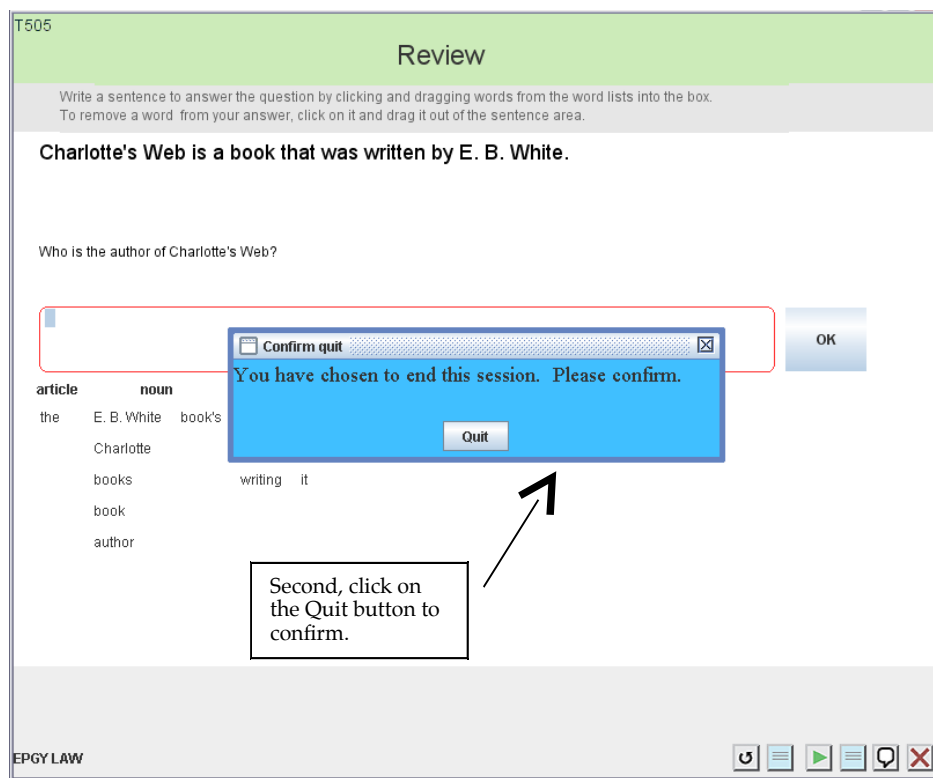 T505
Review
Write a sentence to answer the question by clicking and dragging words from the word lists into the box.
To remove a word from your answer, click on it and drag it out of the sentence area.
Charlotte's Web is a book that was written by E. B. White.
Who is the author of Charlotte's Web?
OK
Confirm quit
You have chosen to end this session. Please confirm.
Quit
article noun
the E. B. White book's
Charlotte
books writing it
book
author
Second, click on
the Quit button to
confirm.
EPGY LAW